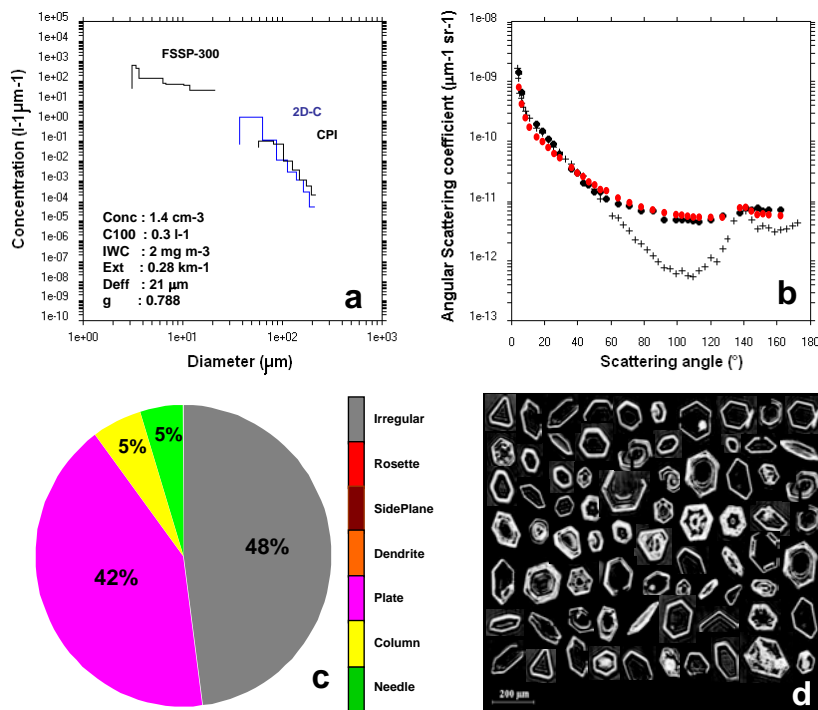 1e+05
1e+04
1e+03
1e+02
1e+01
1e+00
1e-01
1e-02
1e-03
1e-04
1e-05
1e-06
1e-07
1e-08
1e-09
1e-10
Concentration (l-1µm-1)
FSSP-300
2D-C
CPI
Conc : 1.4 cm-3
C100 : 0.3 l-1
IWC : 2 mg m-3
Ext : 0.28 km-1
Deff : 21 µm
g : 0.788
a
1e+00 1e+01 1e+02 1e+03
Diameter (µm)
1e-08
1e-09
1e-10
1e-11
1e-12
1e-13
Angular Scattering coefficient (µm-1 sr-1)
b
0 20 40 60 80 100 120 140 160 180
Scattering angle (°)
5%
5%
48%
42%
c
Irregular
Rosette
SidePlane
Dendrite
Plate
Column
Needle
200 µm
d